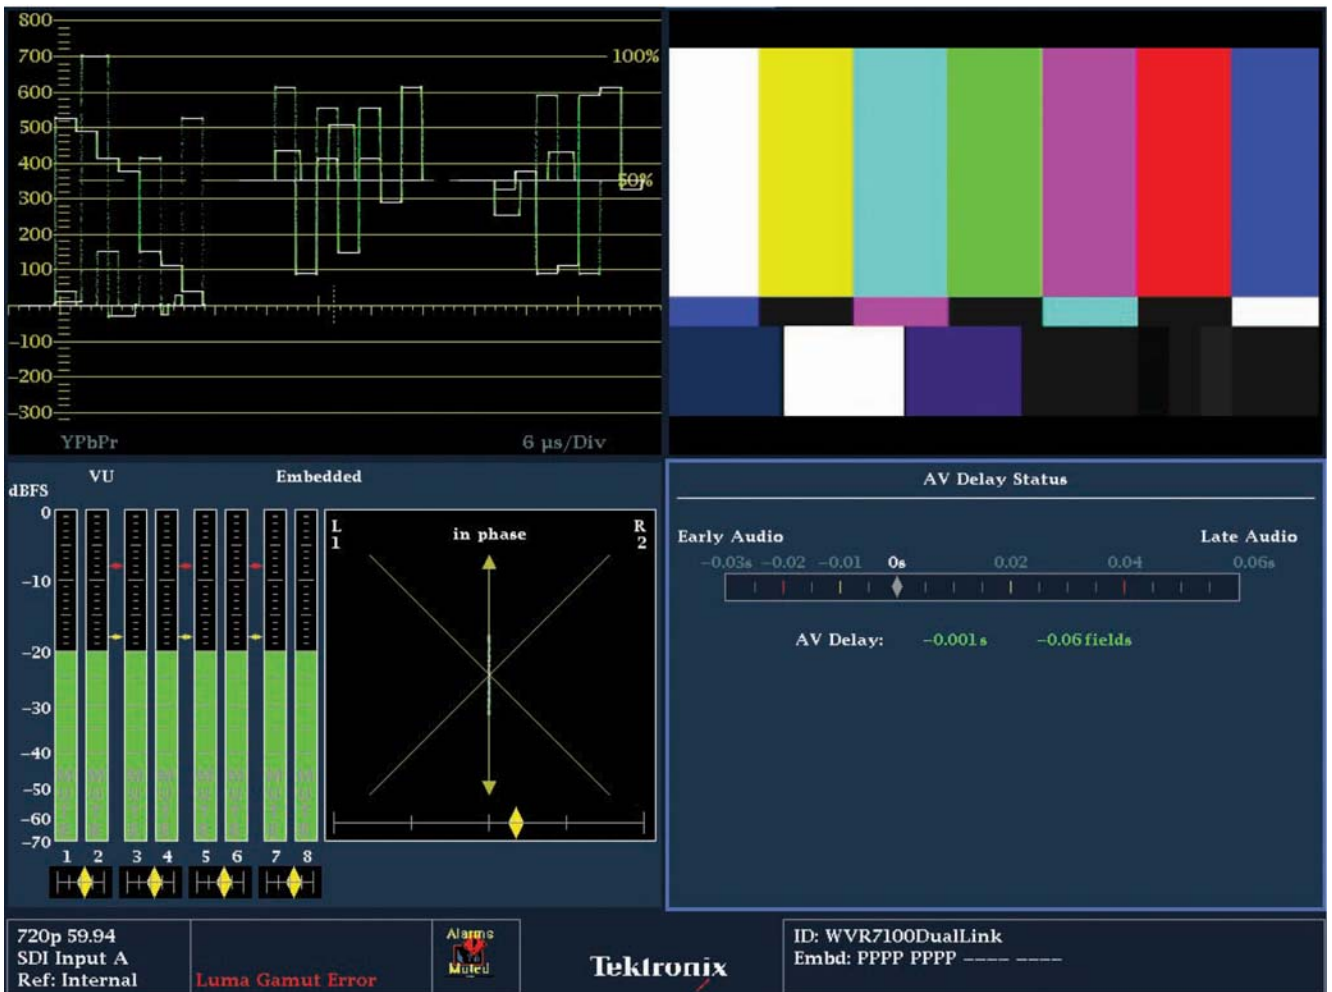 800
700
600
500
400
300
200
100
-100
-200
-300
100%
50%
YPbPr
6 µs/Div
VU
Embedded
dBFS
0
-10
-20
-30
-40
-50
-60
-70
1 2 3 4 5 6 7 8
L
1
in phase
R
2
AV Delay Status
Early Audio
Late Audio
-0.03s -0.02 -0.01 0s 0.02 0.04 0.06s
AV Delay: -0.001 s -0.06 fields
720p 59.94
SDI Input A
Ref: Internal
Luma Gamut Error
Alarms
Muted
Tektronix
ID: WVR7100DualLink
Embd: PPPP PPPP ---- ----